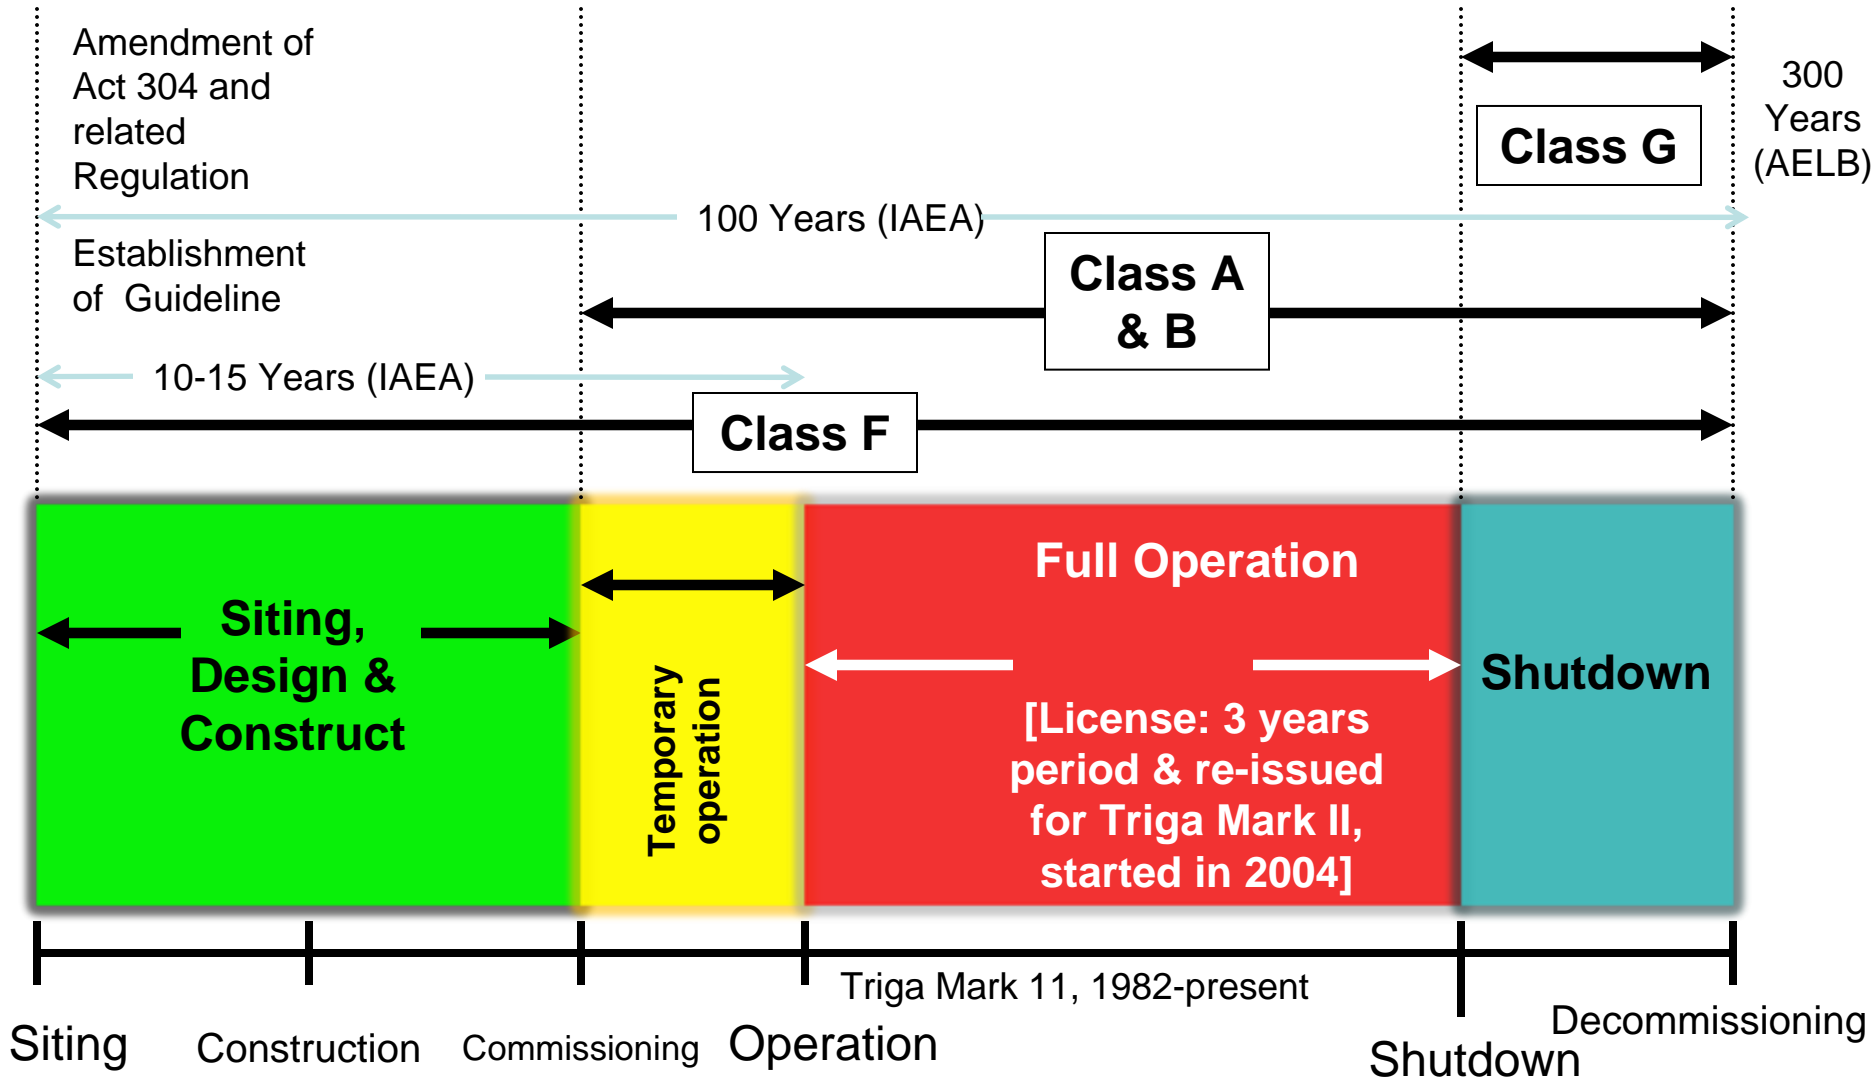 Amendment of
Act 304 and
related
Regulation
Class G
300
Years
(AELB)
100 Years (IAEA)
Establishment
of Guideline
Class A
& B
10-15 Years (IAEA)
Class F
Siting,
Design &
Construct
Temporary
operation
Full Operation
[License: 3 years
period & re-issued
for Triga Mark II,
started in 2004]
Shutdown
Triga Mark 11, 1982-present
Siting
Construction
Commissioning
Operation
Shutdown
Decommissioning